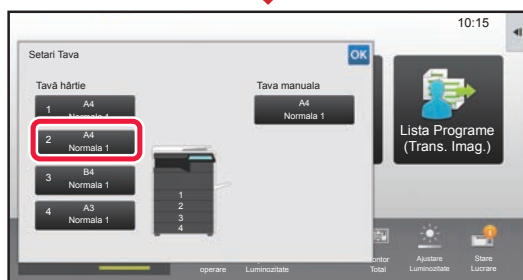 10:15
Setari Tava
OK
Tavă hârtie
Tava manuala
1 A4
Normala 1
A4
Normala 1
2 A4
Normala 1
3 B4
Normala 1
4 A3
Normala 1
1
2
3
4
Lista Programe
(Trans. Imag.)
operare
Luminozitate
Total
Ajustare
Luminozitate
Stare
Lucrare